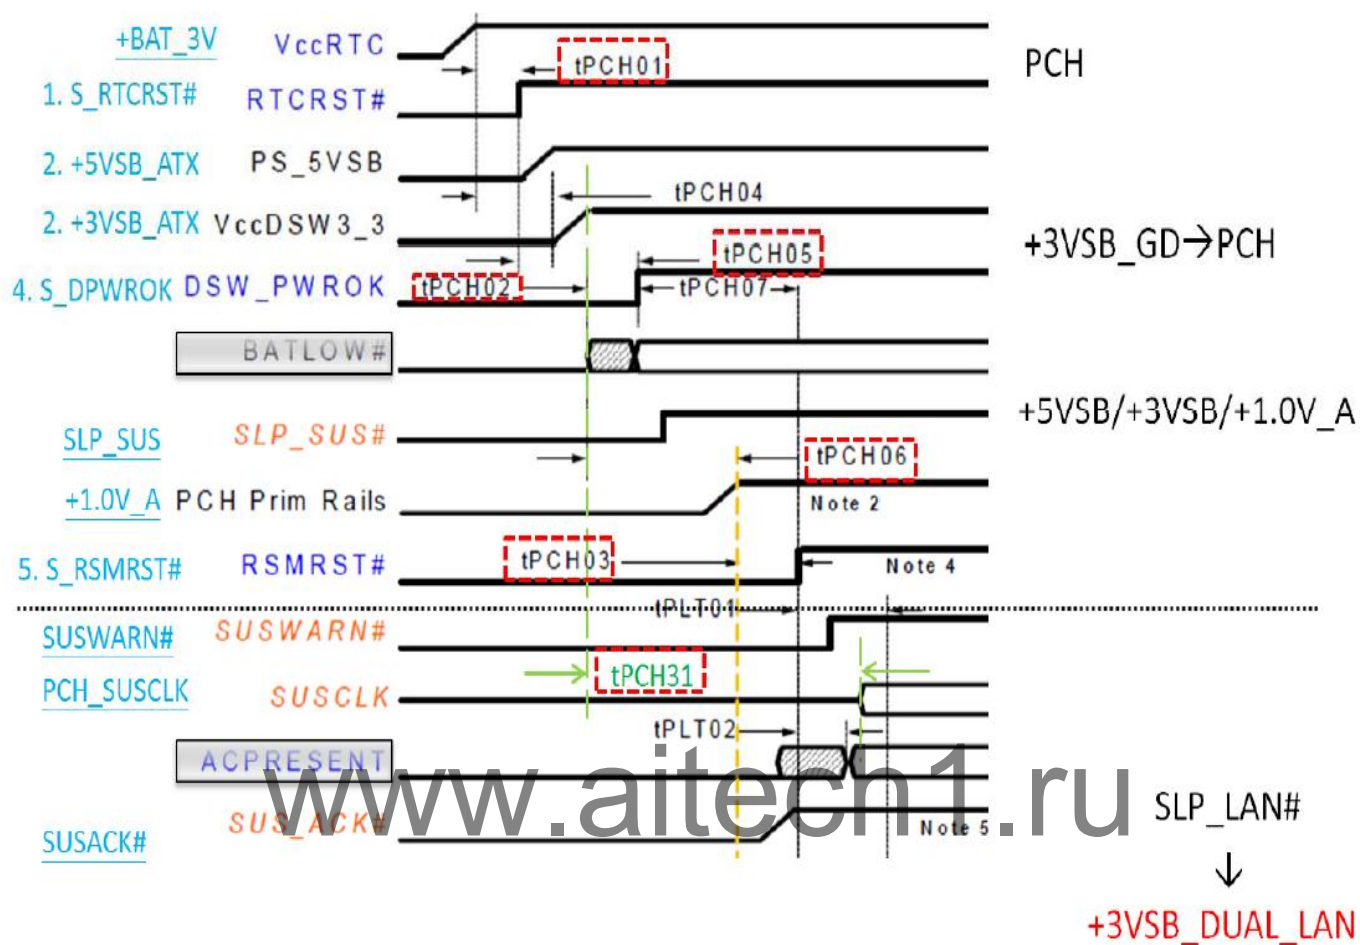 +BAT_3V VccRTC
tPCH01 PCH
1. S_RTCRST# RTCRST#
2. +5VSB_ATX PS_5VSB
tPCH04
2. +3VSB_ATX VccDSW3_3
tPCH05 +3VSB_GD→PCH
4. S_DPWROK DSW_PWROK tPCH02 tPCH07
BATLOW#
+5VSB/+3VSB/+1.0V_A
SLP_SUS SLP_SUS#
tPCH06
+1.0V_A PCH Prim Rails Note 2
5. S_RSMRST# RSMRST# tPCH03 Note 4
tPLT01
SUSWARN# SUSWARN#
tPCH31
PCH_SUSCLK SUSCLK
tPLT02
ACPRESENT
www.aitech1.ru
SUSACK# SUS_ACK# Note 5
SLP_LAN#
↓
+3VSB_DUAL_LAN